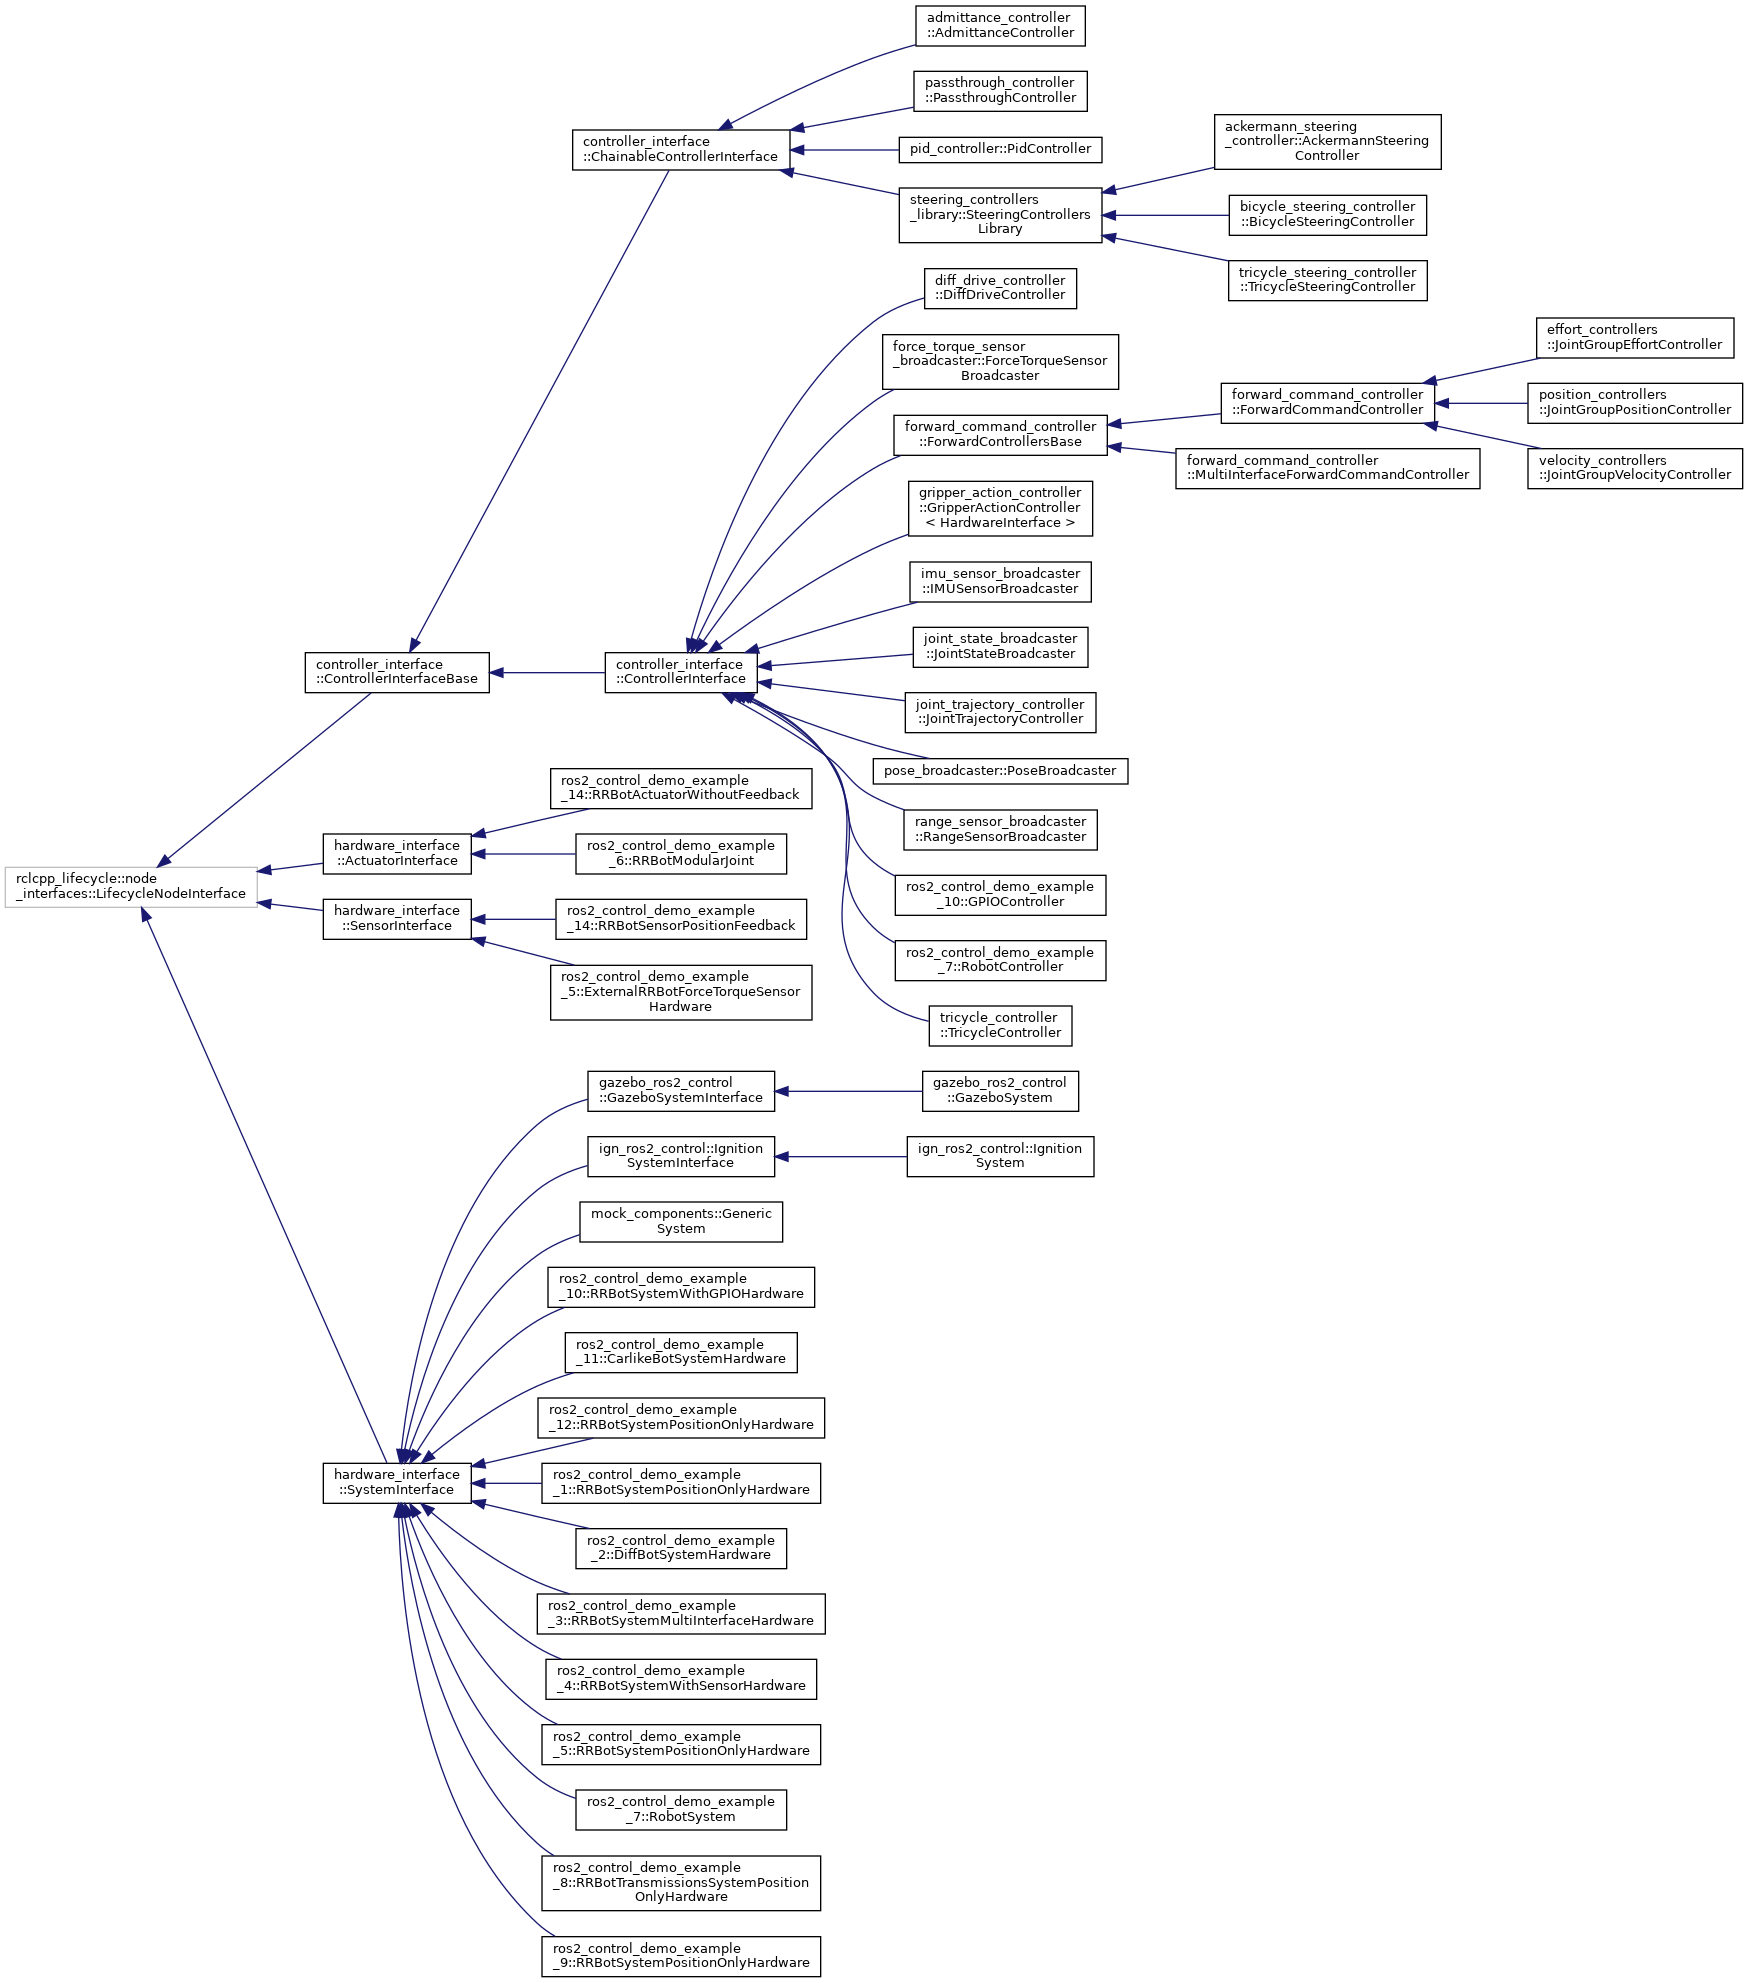 admittance_controller
::AdmittanceController
passthrough_controller
::PassthroughController
pid_controller::PidController
controller_interface
::ChainableControllerInterface
steering_controllers
_library::SteeringControllers
Library
ackermann_steering
_controller::AckermannSteering
Controller
bicycle_steering_controller
::BicycleSteeringController
tricycle_steering_controller
::TricycleSteeringController
diff_drive_controller
::DiffDriveController
force_torque_sensor
_broadcaster::ForceTorqueSensor
Broadcaster
forward_command_controller
::ForwardControllersBase
forward_command_controller
::ForwardCommandController
forward_command_controller
::MultiInterfaceForwardCommandController
effort_controllers
::JointGroupEffortController
position_controllers
::JointGroupPositionController
velocity_controllers
::JointGroupVelocityController
gripper_action_controller
::GripperActionController
< HardwareInterface >
imu_sensor_broadcaster
::IMUSensorBroadcaster
joint_state_broadcaster
::JointStateBroadcaster
controller_interface
::ControllerInterfaceBase
controller_interface
::ControllerInterface
joint_trajectory_controller
::JointTrajectoryController
pose_broadcaster::PoseBroadcaster
range_sensor_broadcaster
::RangeSensorBroadcaster
ros2_control_demo_example
_10::GPIOController
ros2_control_demo_example
_7::RobotController
tricycle_controller
::TricycleController
rclcpp_lifecycle::node
_interfaces::LifecycleNodeInterface
hardware_interface
::ActuatorInterface
ros2_control_demo_example
_14::RRBotActuatorWithoutFeedback
ros2_control_demo_example
_6::RRBotModularJoint
hardware_interface
::SensorInterface
ros2_control_demo_example
_14::RRBotSensorPositionFeedback
ros2_control_demo_example
_5::ExternalRRBotForceTorqueSensor
Hardware
gazebo_ros2_control
::GazeboSystemInterface
gazebo_ros2_control
::GazeboSystem
ign_ros2_control::Ignition
SystemInterface
ign_ros2_control::Ignition
System
mock_components::Generic
System
ros2_control_demo_example
_10::RRBotSystemWithGPIOHardware
ros2_control_demo_example
_11::CarlikeBotSystemHardware
ros2_control_demo_example
_12::RRBotSystemPositionOnlyHardware
hardware_interface
::SystemInterface
ros2_control_demo_example
_1::RRBotSystemPositionOnlyHardware
ros2_control_demo_example
_2::DiffBotSystemHardware
ros2_control_demo_example
_3::RRBotSystemMultiInterfaceHardware
ros2_control_demo_example
_4::RRBotSystemWithSensorHardware
ros2_control_demo_example
_5::RRBotSystemPositionOnlyHardware
ros2_control_demo_example
_7::RobotSystem
ros2_control_demo_example
_8::RRBotTransmissionsSystemPosition
OnlyHardware
ros2_control_demo_example
_9::RRBotSystemPositionOnlyHardware